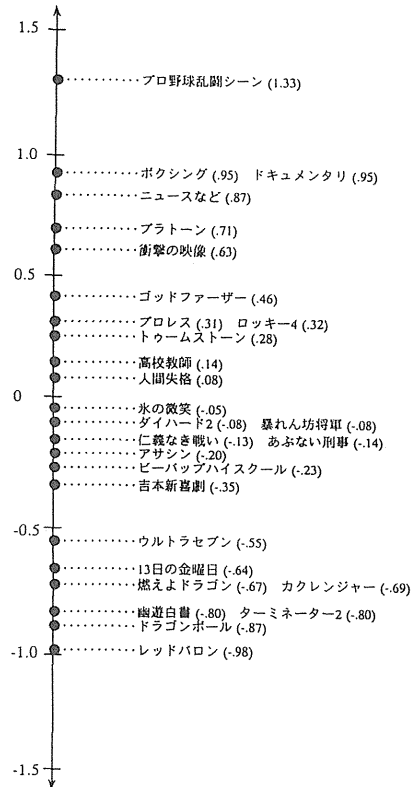 1.5
プロ野球乱闘シーン (1.33)
1.0
ボクシング (.95) ドキュメンタリ (.95)
ニュースなど (.87)
プラトーン (.71)
衝撃の映像 (.63)
0.5
ゴッドファーザー (.46)
プロレス (.31) ロッキー4 (.32)
トゥームストーン (.28)
高校教師 (.14)
人間失格 (.08)
0
氷の微笑 (-.05)
ダイハード2 (-.08) 暴れん坊将軍 (-.08)
仁義なき戦い (-.13) あぶない刑事 (-.14)
アサシン (-.20)
ビーバップハイスクール (-.23)
吉本新喜劇 (-.35)
-0.5
ウルトラセブン (-.55)
13日の金曜日 (-.64)
燃えよドラゴン (-.67) カクレンジャー (-.69)
幽遊白書 (-.80) ターミネーター2 (-.80)
ドラゴンボール (-.87)
-1.0
レッドバロン (-.98)
-1.5